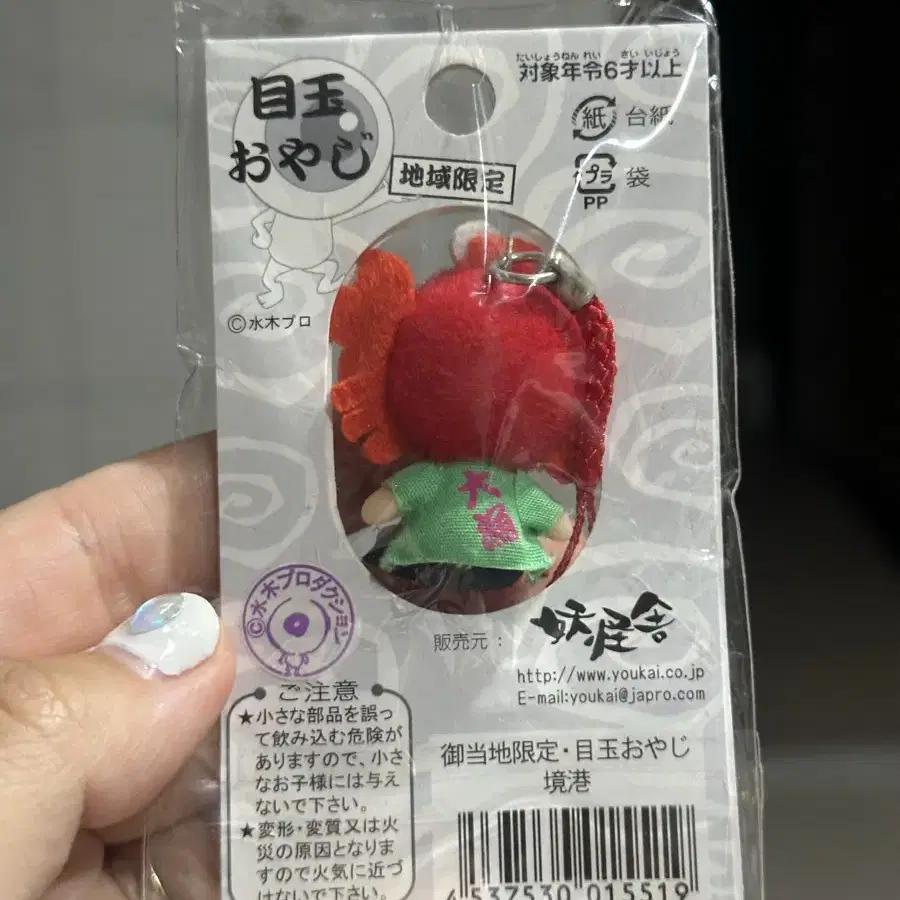 目玉
おやじ
地域限定
©水木プロ
たいしょうねんれい さいいじょう
対象年令6才以上
紙 台紙
プラ 袋
PP
大漁
©水木プロダクション
販売元: 妖怪舎
http://www.youkai.co.jp
E-mail:youkai@japro.com
ご注意
★小さな部品を誤っ
て飲み込む危険が
ありますので、小さ
なお子様には与え
ないで下さい。
★変形・変質又は火
災の原因となりま
すので火気に近づ
けないで下さい。
御当地限定・目玉おやじ
境港
4 537530 015519